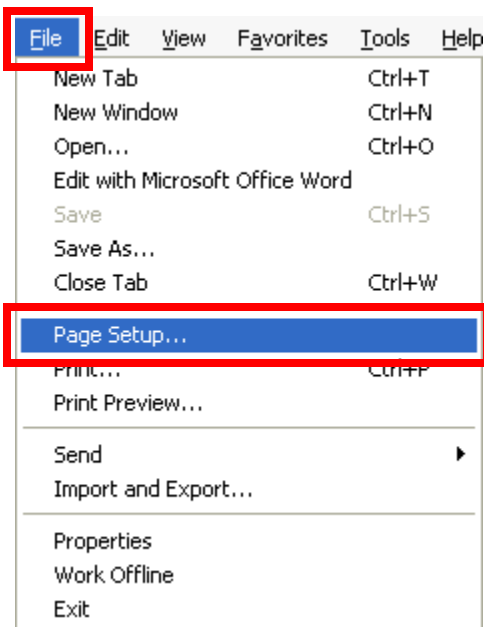 File Edit View Favorites Tools Help
New Tab Ctrl+T
New Window Ctrl+N
Open... Ctrl+O
Edit with Microsoft Office Word
Save Ctrl+S
Save As...
Close Tab Ctrl+W
Page Setup...
Print... Ctrl+P
Print Preview...
Send
Import and Export...
Properties
Work Offline
Exit